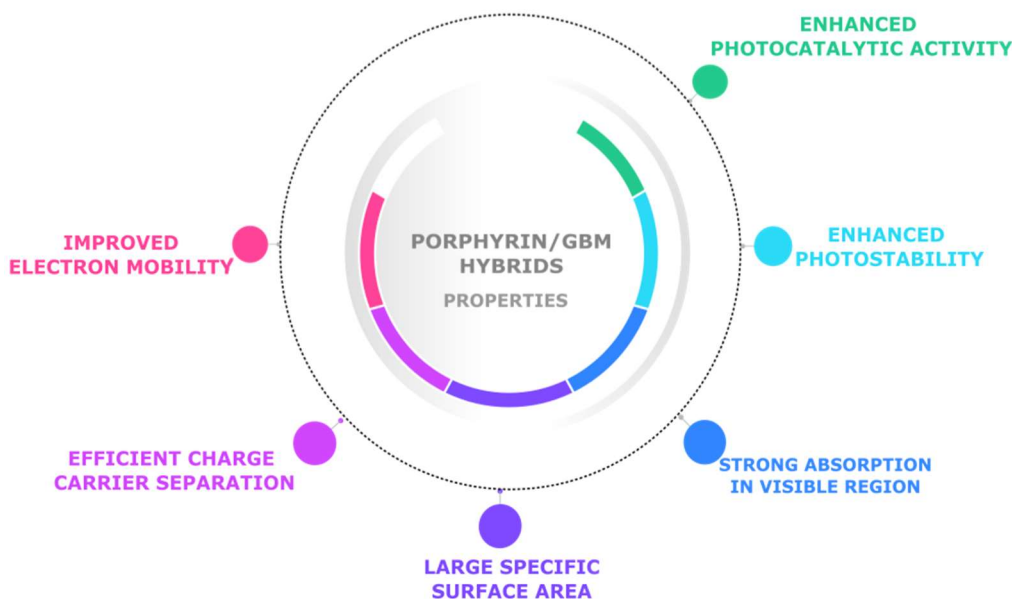 ENHANCED
PHOTOCATALYTIC ACTIVITY
IMPROVED
ELECTRON MOBILITY
PORPHYRIN/GBM
HYBRIDS
PROPERTIES
ENHANCED
PHOTOSTABILITY
EFFICIENT CHARGE
CARRIER SEPARATION
STRONG ABSORPTION
IN VISIBLE REGION
LARGE SPECIFIC
SURFACE AREA